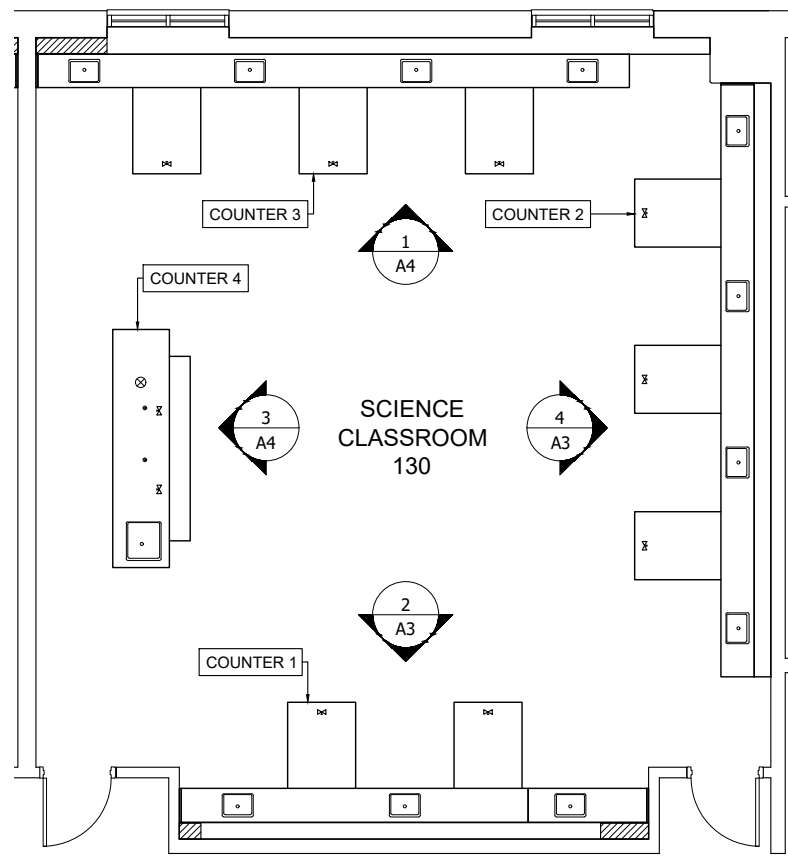 COUNTER 3
COUNTER 2
1
A4
COUNTER 4
3
A4
SCIENCE
CLASSROOM
130
4
A3
2
A3
COUNTER 1